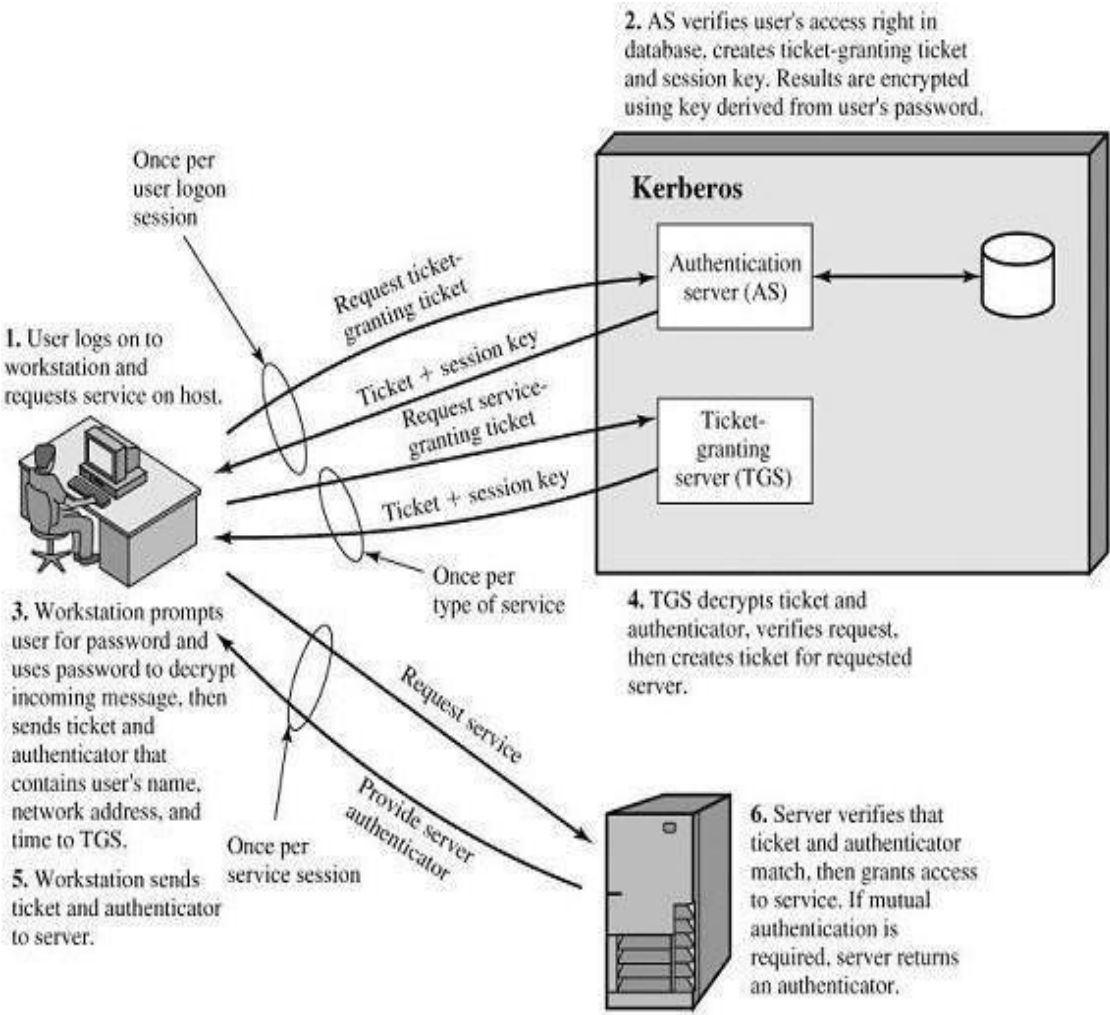 2. AS verifies user's access right in
database, creates ticket-granting ticket
and session key. Results are encrypted
using key derived from user's password.
Once per
user logon
session
Kerberos
Authentication
server (AS)
Request ticket-
granting ticket
1. User logs on to
workstation and
requests service on host.
Ticket + session key
Request service-
granting ticket
Ticket-
granting
server (TGS)
Ticket + session key
Once per
type of service
3. Workstation prompts
user for password and
uses password to decrypt
incoming message, then
sends ticket and
authenticator that
contains user's name,
network address, and
time to TGS.
4. TGS decrypts ticket and
authenticator, verifies request,
then creates ticket for requested
server.
Request service
Provide server
authenticator
Once per
service session
5. Workstation sends
ticket and authenticator
to server.
6. Server verifies that
ticket and authenticator
match, then grants access
to service. If mutual
authentication is
required, server returns
an authenticator.